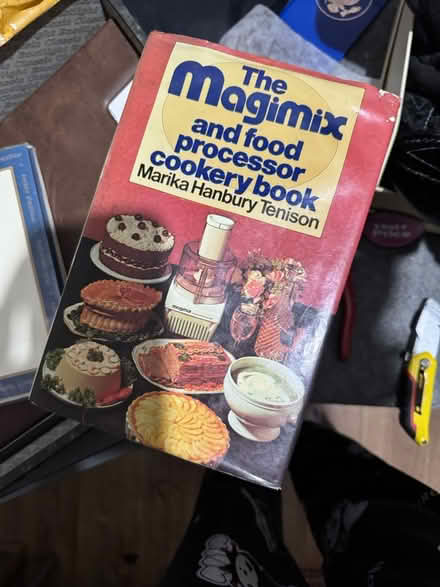 The
Magimix
and food
processor
cookery book
Marika Hanbury Tenison